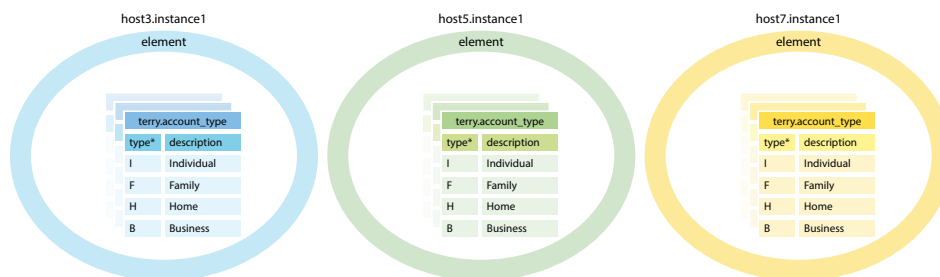 host3.instance1
element
terry.account_type
type* description
I Individual
F Family
H Home
B Business
host5.instance1
element
terry.account_type
type* description
I Individual
F Family
H Home
B Business
host7.instance1
element
terry.account_type
type* description
I Individual
F Family
H Home
B Business